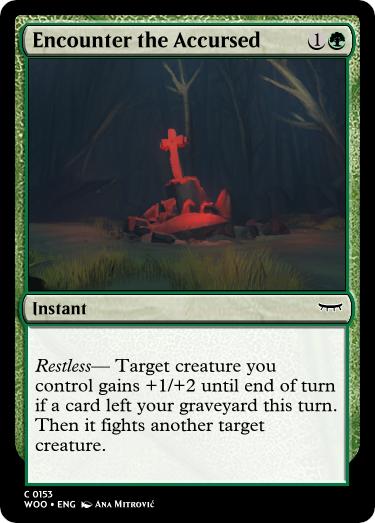 Encounter the Accursed 1
Instant
Restless— Target creature you
control gains +1/+2 until end of turn
if a card left your graveyard this turn.
Then it fights another target
creature.
C 0153
WOO • ENG Ana Mitrović